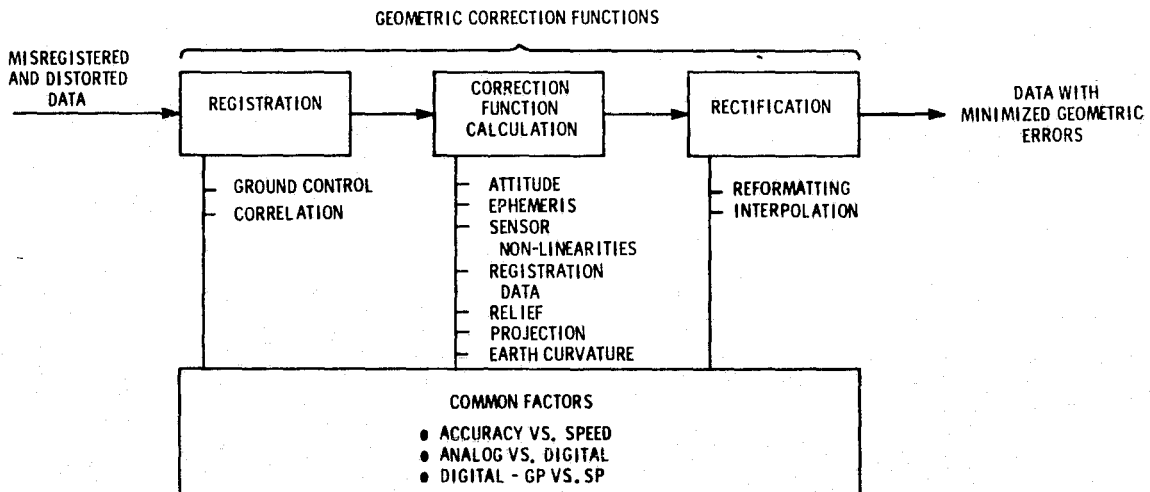 GEOMETRIC CORRECTION FUNCTIONS
MISREGISTERED
AND DISTORTED
DATA
REGISTRATION
CORRECTION
FUNCTION
CALCULATION
RECTIFICATION
DATA WITH
MINIMIZED GEOMETRIC
ERRORS
GROUND CONTROL
CORRELATION
ATTITUDE
EPHEMERIS
SENSOR
NON-LINEARITIES
REGISTRATION
DATA
RELIEF
PROJECTION
EARTH CURVATURE
REFORMATTING
INTERPOLATION
COMMON FACTORS
● ACCURACY VS. SPEED
● ANALOG VS. DIGITAL
● DIGITAL - GP VS. SP